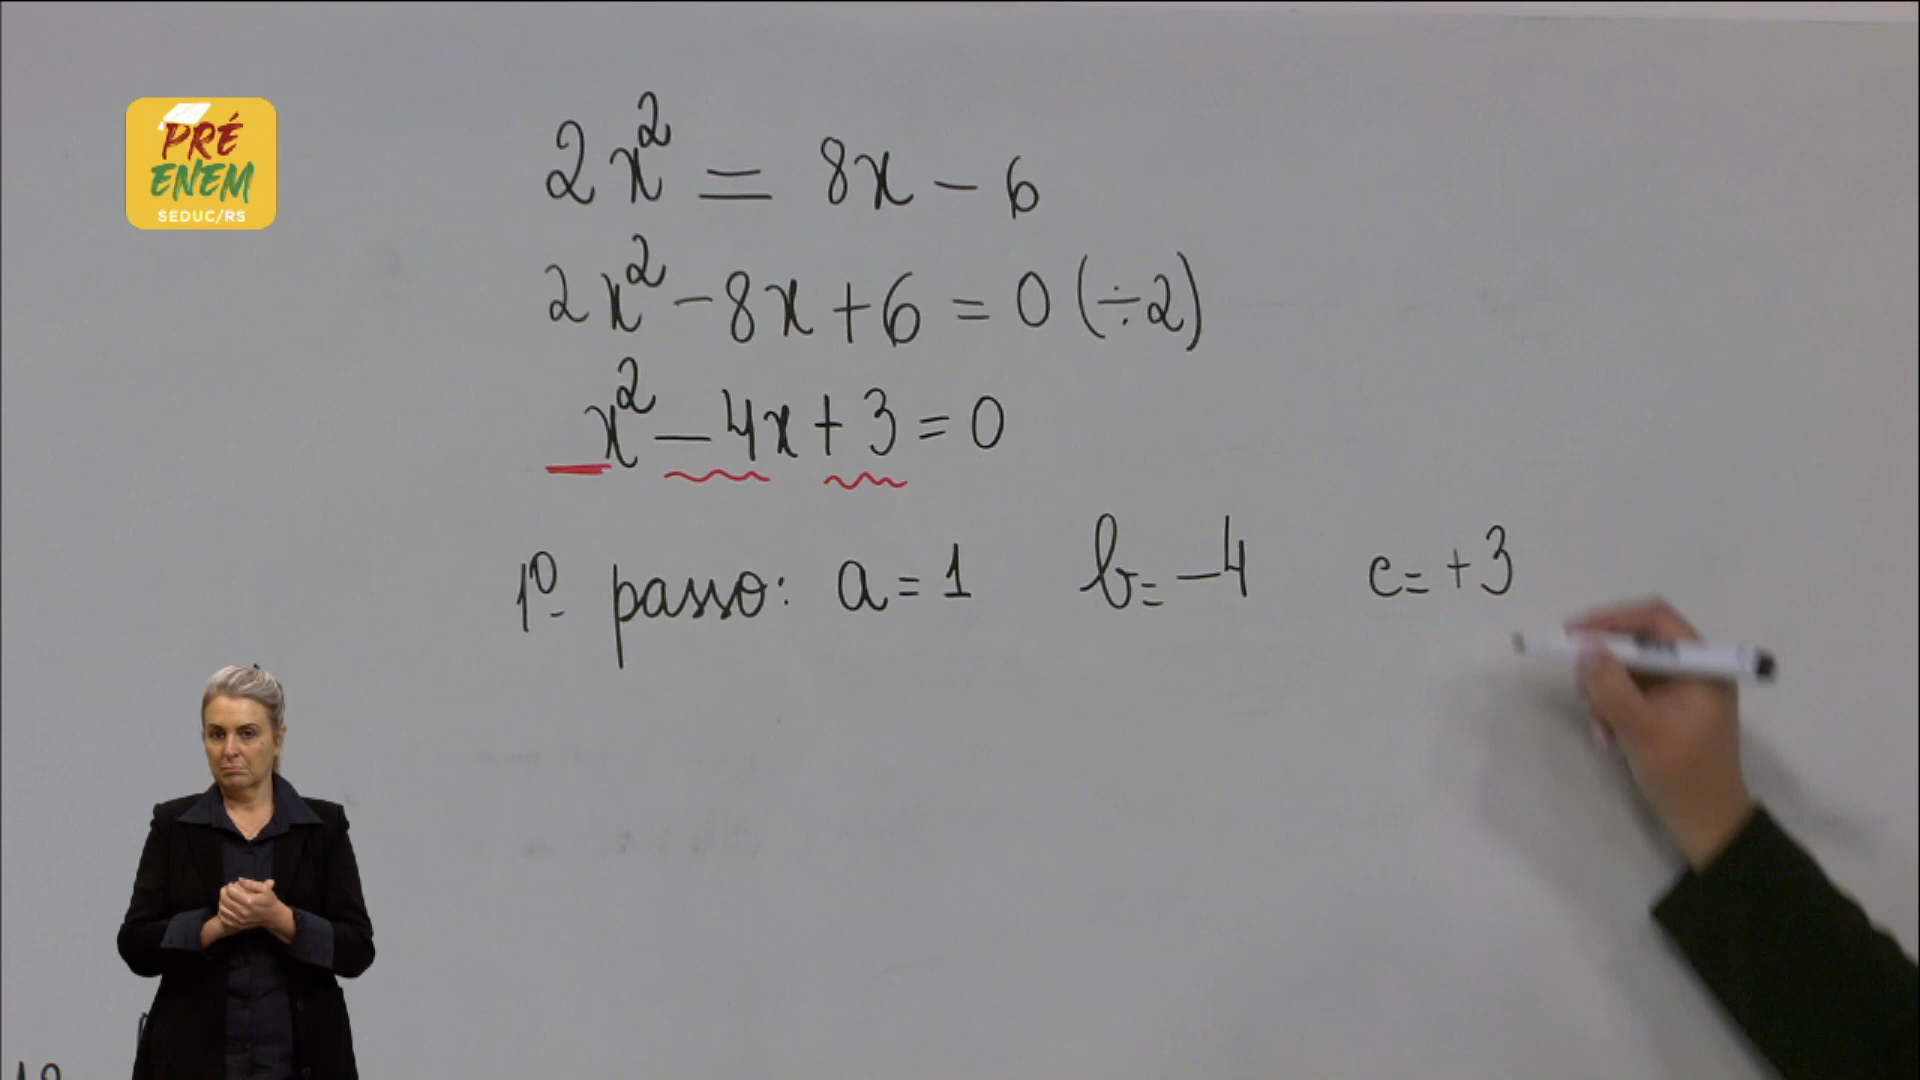 PRÉ
ENEM
SEDUC/RS
2x² = 8x - 6
2x² - 8x + 6 = 0 (÷2)
x² - 4x + 3 = 0
1º passo: a = 1 b = -4 c = +3